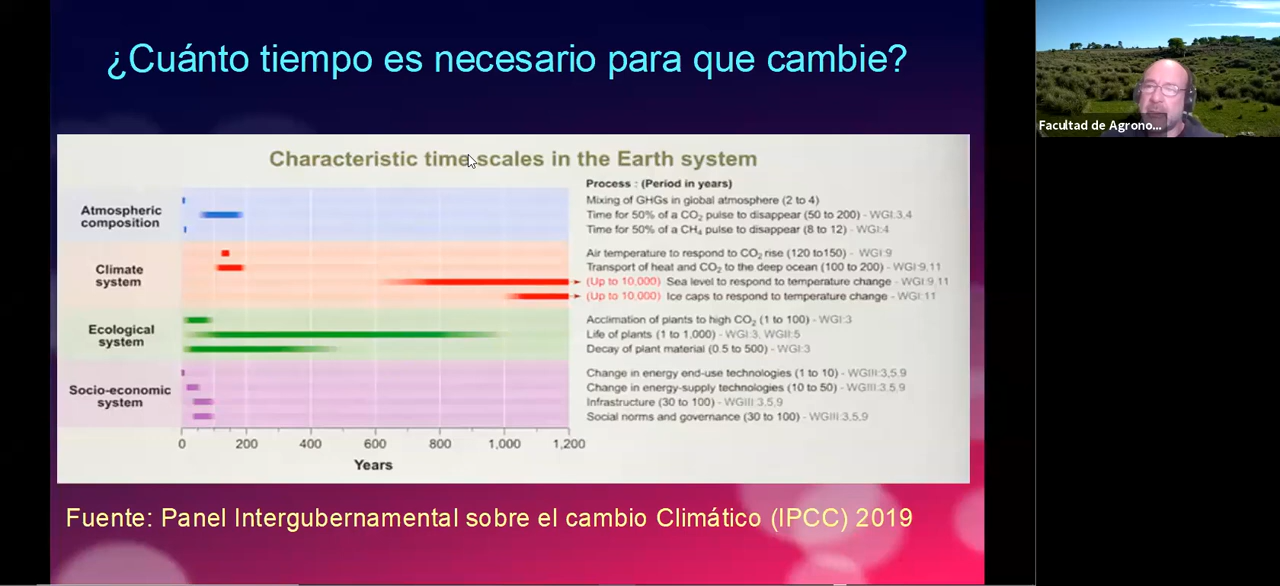 ¿Cuánto tiempo es necesario para que cambie?
Facultad de Agrono...
Characteristic time scales in the Earth system
Process : (Period in years)
Atmospheric
composition
Mixing of GHGs in global atmosphere (2 to 4)
Time for 50% of a CO₂ pulse to disappear (50 to 200) - WGI:3,4
Time for 50% of a CH₄ pulse to disappear (8 to 12) - WGI:4
Climate
system
Air temperature to respond to CO₂ rise (120 to150) - WGI:9
Transport of heat and CO₂ to the deep ocean (100 to 200) - WGI:9,11
(Up to 10,000) Sea level to respond to temperature change - WGI:9,11
(Up to 10,000) Ice caps to respond to temperature change - WGI:11
Ecological
system
Acclimation of plants to high CO₂ (1 to 100) - WGI:3
Life of plants (1 to 1,000) - WGI:3, WGII:5
Decay of plant material (0.5 to 500) - WGI:3
Socio-economic
system
Change in energy end-use technologies (1 to 10) - WGIII:3,5,9
Change in energy-supply technologies (10 to 50) - WGIII:3,5,9
Infrastructure (30 to 100) - WGIII:3,5,9
Social norms and governance (30 to 100) - WGIII:3,5,9
0 200 400 600 800 1,000 1,200
Years
Fuente: Panel Intergubernamental sobre el cambio Climático (IPCC) 2019